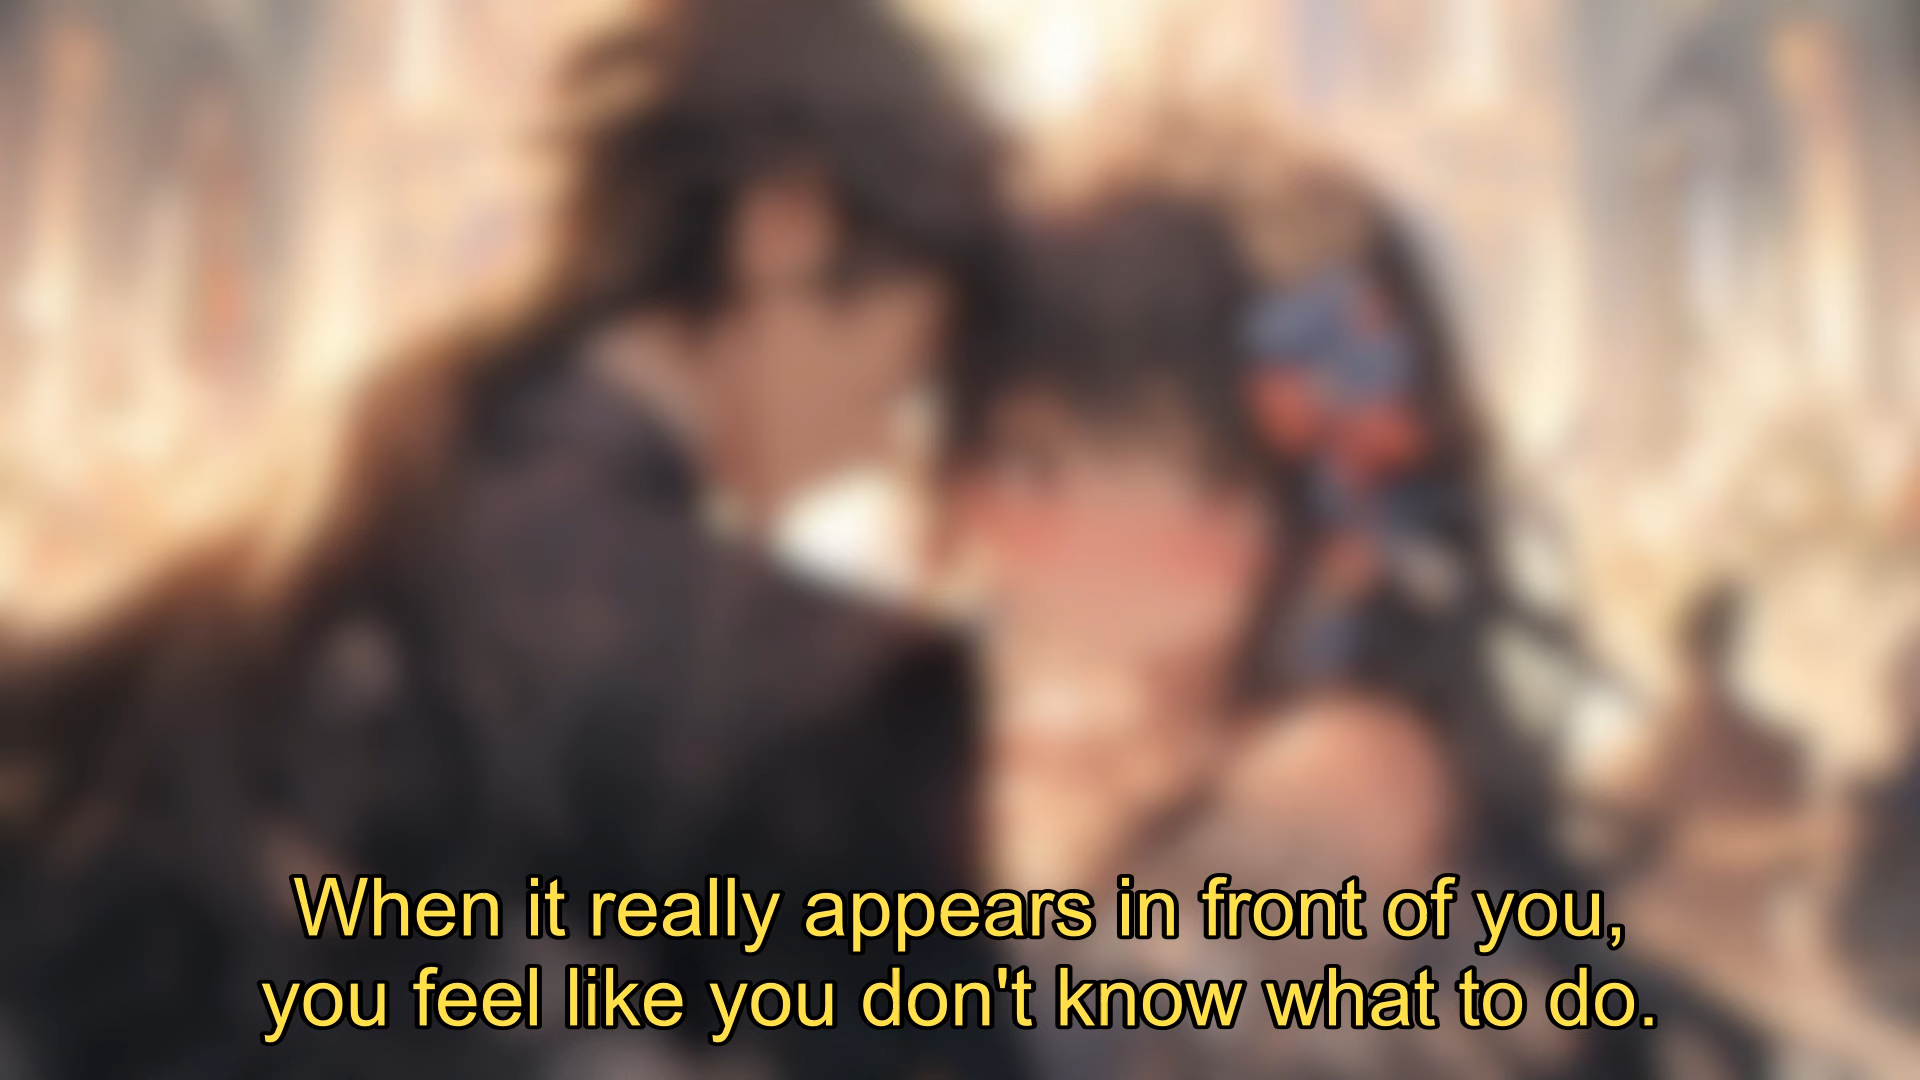 When it really appears in front of you,
you feel like you don't know what to do.